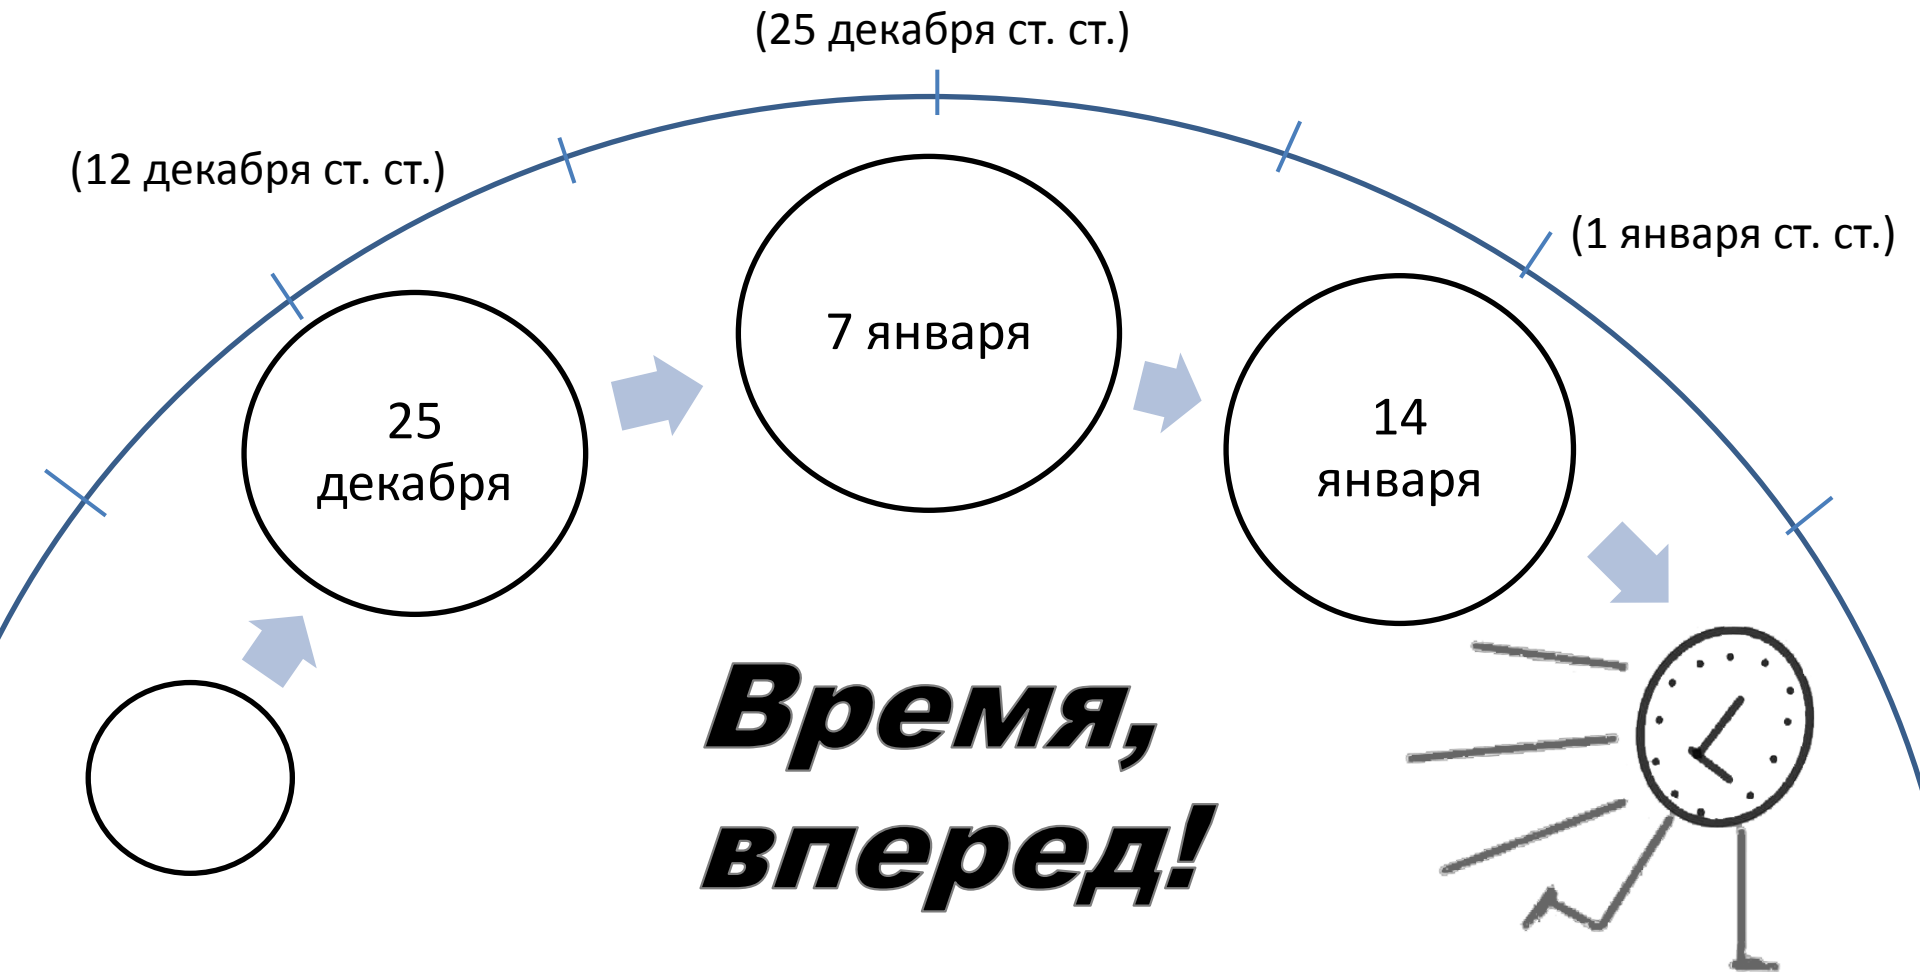 (25 декабря ст. ст.)
(12 декабря ст. ст.)
(1 января ст. ст.)
7 января
25
декабря
14
января
Время,
вперед!